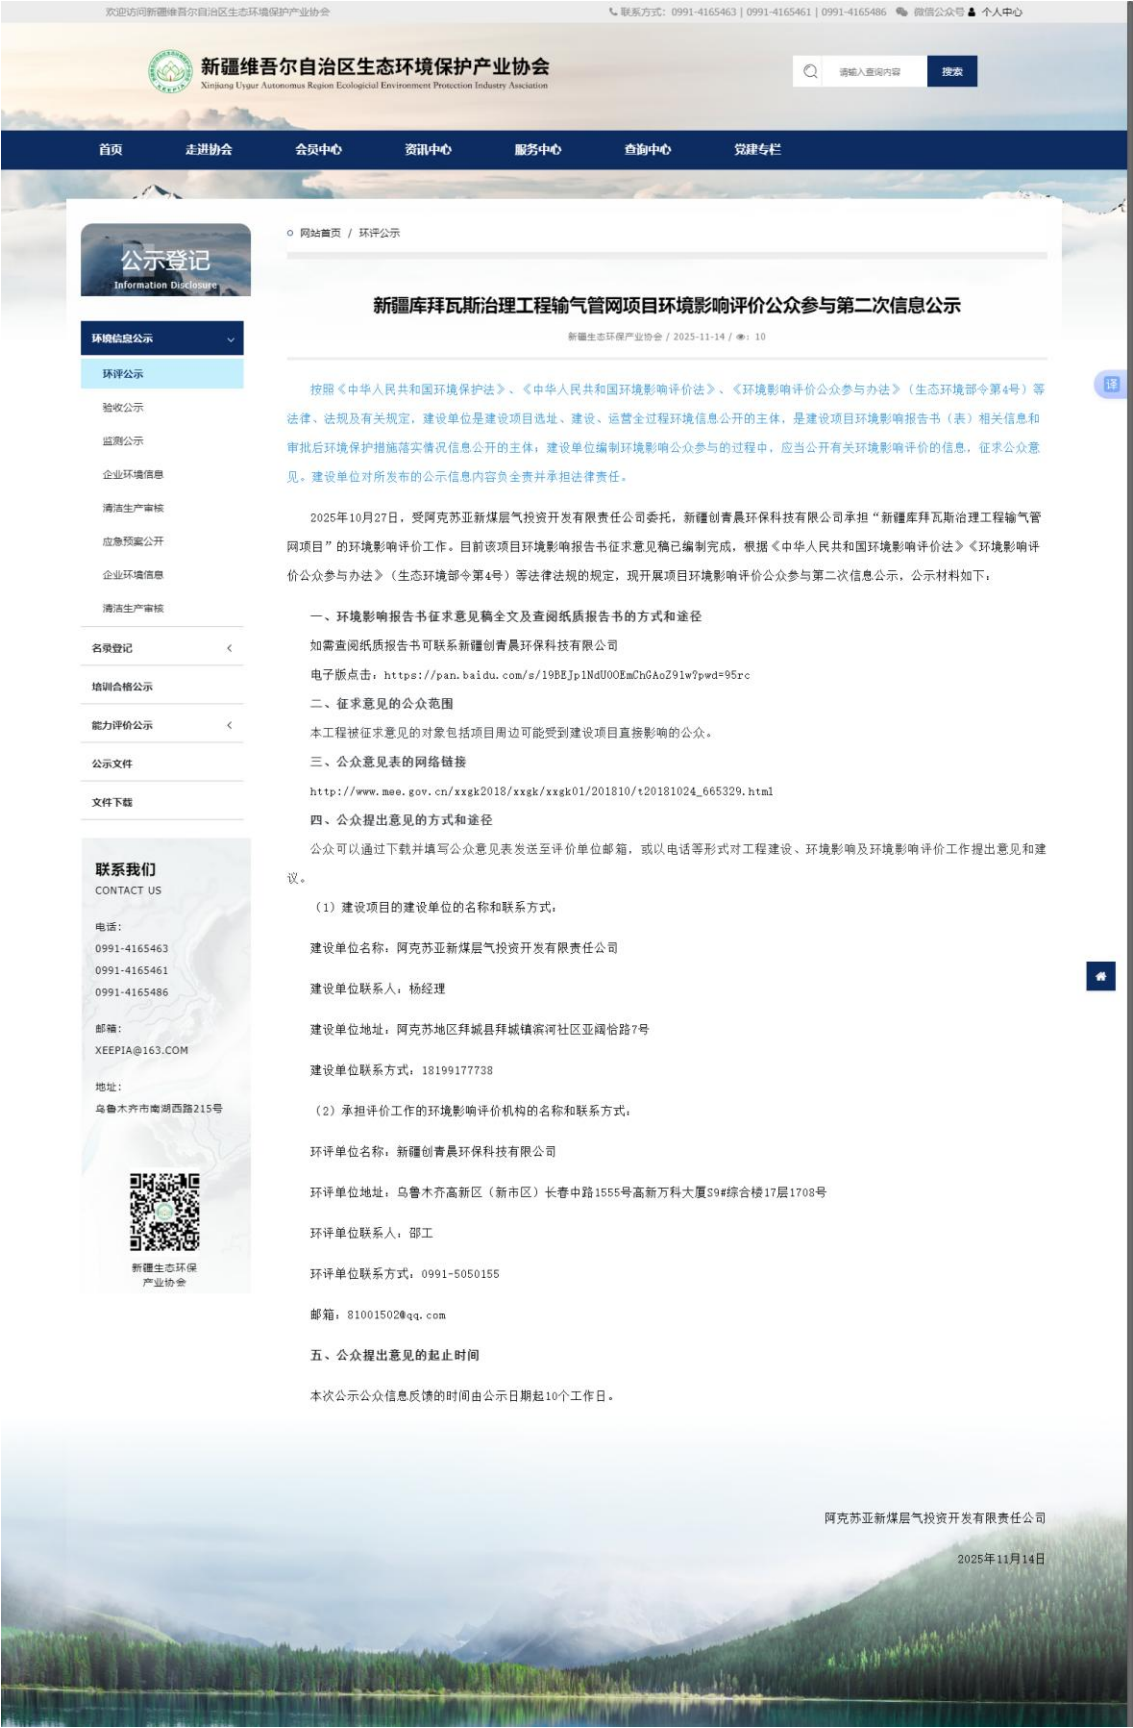 欢迎访问新疆维吾尔自治区生态环境保护产业协会
联系方式：0991-4165463 | 0991-4165461 | 0991-4165486 微信公众号 个人中心
新疆维吾尔自治区生态环境保护产业协会
Xinjiang Uygur Autonomus Region Ecologicial Environment Protection Industry Assciation
XEEPIA
请输入查询内容
搜索
首页 走进协会 会员中心 资讯中心 服务中心 查询中心 党建专栏
公示登记
Information Disclosure
环境信息公示
环评公示
验收公示
监测公示
企业环境信息
清洁生产审核
应急预案公开
企业环境信息
清洁生产审核
名录登记
培训合格公示
能力评价公示
公示文件
文件下载
联系我们
CONTACT US
电话：
0991-4165463
0991-4165461
0991-4165486
邮箱：
XEEPIA@163.COM
地址：
乌鲁木齐市南湖西路215号
新疆生态环保
产业协会
网站首页 / 环评公示
新疆库拜瓦斯治理工程输气管网项目环境影响评价公众参与第二次信息公示
新疆生态环保产业协会 / 2025-11-14 / : 10
按照《中华人民共和国环境保护法》、《中华人民共和国环境影响评价法》、《环境影响评价公众参与办法》（生态环境部令第4号）等
法律、法规及有关规定，建设单位是建设项目选址、建设、运营全过程环境信息公开的主体，是建设项目环境影响报告书（表）相关信息和
审批后环境保护措施落实情况信息公开的主体；建设单位编制环境影响公众参与的过程中，应当公开有关环境影响评价的信息，征求公众意
见。建设单位对所发布的公示信息内容负全责并承担法律责任。
2025年10月27日，受阿克苏亚新煤层气投资开发有限责任公司委托，新疆创青晨环保科技有限公司承担“新疆库拜瓦斯治理工程输气管
网项目”的环境影响评价工作。目前该项目环境影响报告书征求意见稿已编制完成，根据《中华人民共和国环境影响评价法》《环境影响评
价公众参与办法》（生态环境部令第4号）等法律法规的规定，现开展项目环境影响评价公众参与第二次信息公示，公示材料如下：
一、环境影响报告书征求意见稿全文及查阅纸质报告书的方式和途径
如需查阅纸质报告书可联系新疆创青晨环保科技有限公司
电子版点击：https://pan.baidu.com/s/19BEJp1NdU0OEmChGAoZ91w?pwd=95rc
二、征求意见的公众范围
本工程被征求意见的对象包括项目周边可能受到建设项目直接影响的公众。
三、公众意见表的网络链接
http://www.mee.gov.cn/xxgk2018/xxgk/xxgk01/201810/t20181024_665329.html
四、公众提出意见的方式和途径
公众可以通过下载并填写公众意见表发送至评价单位邮箱，或以电话等形式对工程建设、环境影响及环境影响评价工作提出意见和建
议。
（1）建设项目的建设单位的名称和联系方式：
建设单位名称：阿克苏亚新煤层气投资开发有限责任公司
建设单位联系人：杨经理
建设单位地址：阿克苏地区拜城县拜城镇滨河社区亚阔恰路7号
建设单位联系方式：18199177738
（2）承担评价工作的环境影响评价机构的名称和联系方式：
环评单位名称：新疆创青晨环保科技有限公司
环评单位地址：乌鲁木齐高新区（新市区）长春中路1555号高新万科大厦S9#综合楼17层1708号
环评单位联系人：邵工
环评单位联系方式：0991-5050155
邮箱：81001502@qq.com
五、公众提出意见的起止时间
本次公示公众信息反馈的时间由公示日期起10个工作日。
阿克苏亚新煤层气投资开发有限责任公司
2025年11月14日
译